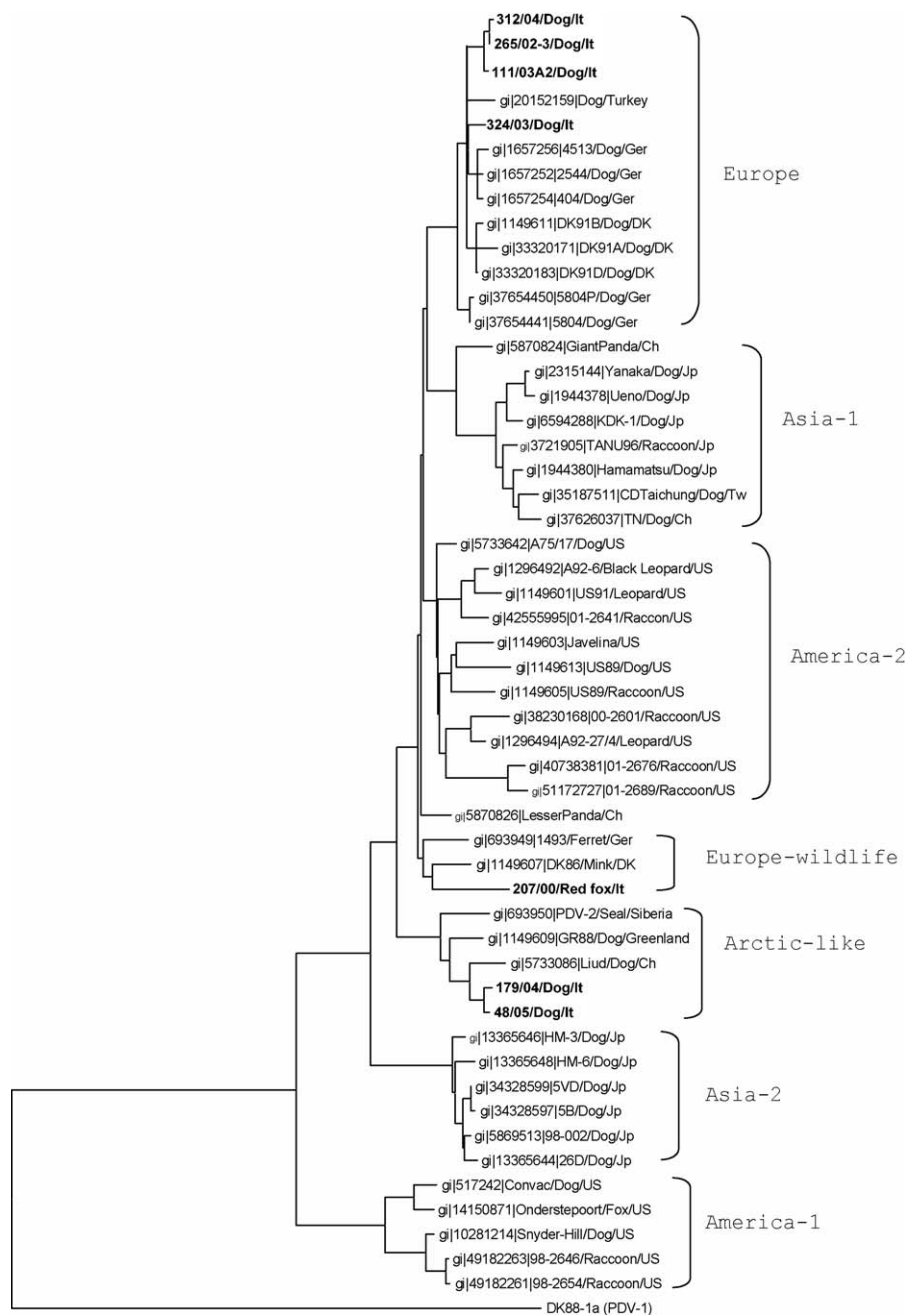 312/04/Dog/It
265/02-3/Dog/It
111/03A2/Dog/It
gi|20152159|Dog/Turkey
324/03/Dog/It
gi|1657256|4513/Dog/Ger
gi|1657252|2544/Dog/Ger
gi|1657254|404/Dog/Ger
gi|1149611|DK91B/Dog/DK
gi|33320171|DK91A/Dog/DK
gi|33320183|DK91D/Dog/DK
gi|37654450|5804P/Dog/Ger
gi|37654441|5804/Dog/Ger
Europe
gi|5870824|GiantPanda/Ch
gi|2315144|Yanaka/Dog/Jp
gi|1944378|Ueno/Dog/Jp
gi|6594288|KDK-1/Dog/Jp
gi|3721905|TANU96/Raccoon/Jp
gi|1944380|Hamamatsu/Dog/Jp
gi|35187511|CDTaichung/Dog/Tw
gi|37626037|TN/Dog/Ch
Asia-1
gi|5733642|A75/17/Dog/US
gi|1296492|A92-6/Black Leopard/US
gi|1149601|US91/Leopard/US
gi|42555995|01-2641/Raccon/US
gi|1149603|Javelina/US
gi|1149613|US89/Dog/US
gi|1149605|US89/Raccoon/US
gi|38230168|00-2601/Raccoon/US
gi|1296494|A92-27/4/Leopard/US
gi|40738381|01-2676/Raccoon/US
gi|51172727|01-2689/Raccoon/US
America-2
gi|5870826|LesserPanda/Ch
gi|693949|1493/Ferret/Ger
gi|1149607|DK86/Mink/DK
207/00/Red fox/It
Europe-wildlife
gi|693950|PDV-2/Seal/Siberia
gi|1149609|GR88/Dog/Greenland
gi|5733086|Liud/Dog/Ch
179/04/Dog/It
48/05/Dog/It
Arctic-like
gi|13365646|HM-3/Dog/Jp
gi|13365648|HM-6/Dog/Jp
gi|34328599|5VD/Dog/Jp
gi|34328597|5B/Dog/Jp
gi|5869513|98-002/Dog/Jp
gi|13365644|26D/Dog/Jp
Asia-2
gi|517242|Convac/Dog/US
gi|14150871|Onderstepoort/Fox/US
gi|10281214|Snyder-Hill/Dog/US
gi|49182263|98-2646/Raccoon/US
gi|49182261|98-2654/Raccoon/US
America-1
DK88-1a (PDV-1)